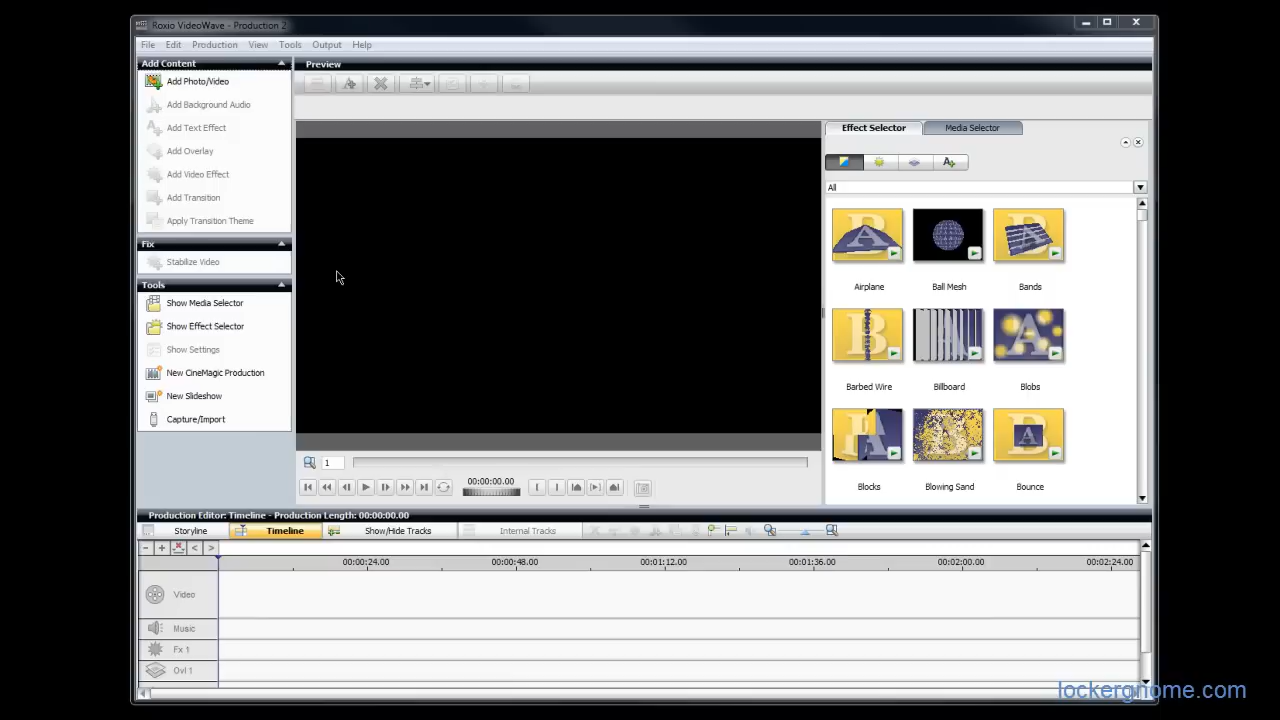 Roxio VideoWave - Production 2
File Edit Production View Tools Output Help
Add Content
Add Photo/Video
Add Background Audio
Add Text Effect
Add Overlay
Add Video Effect
Add Transition
Apply Transition Theme
Fix
Stabilize Video
Tools
Show Media Selector
Show Effect Selector
Show Settings
New CineMagic Production
New Slideshow
Capture/Import
Preview
1
00:00:00.00
Effect Selector Media Selector
All
Airplane Ball Mesh Bands
Barbed Wire Billboard Blobs
Blocks Blowing Sand Bounce
Production Editor: Timeline - Production Length: 00:00:00.00
Storyline Timeline Show/Hide Tracks Internal Tracks
00:00:24.00 00:00:48.00 00:01:12.00 00:01:36.00 00:02:00.00 00:02:24.00
Video
Music
Fx 1
Ovl 1
lockergnome.com